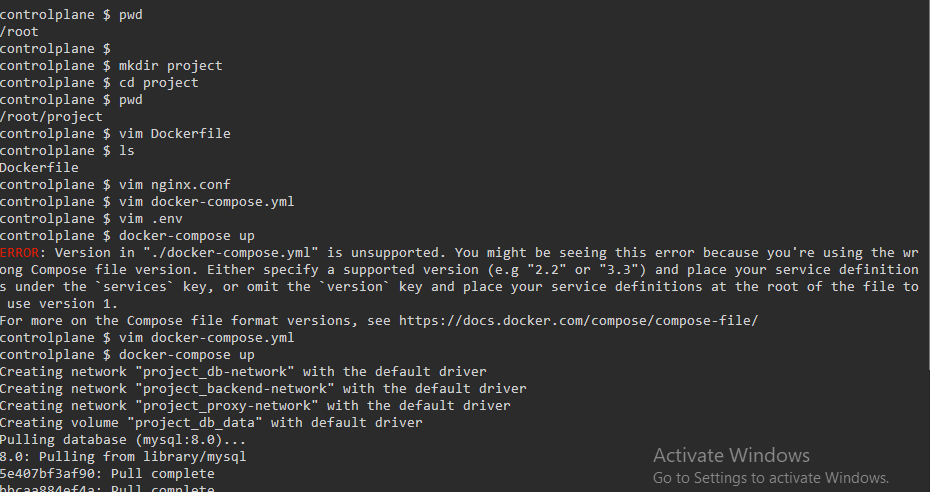 controlplane $ pwd
/root
controlplane $
controlplane $ mkdir project
controlplane $ cd project
controlplane $ pwd
/root/project
controlplane $ vim Dockerfile
controlplane $ ls
Dockerfile
controlplane $ vim nginx.conf
controlplane $ vim docker-compose.yml
controlplane $ vim .env
controlplane $ docker-compose up
ERROR: Version in "./docker-compose.yml" is unsupported. You might be seeing this error because you're using the wr
ong Compose file version. Either specify a supported version (e.g "2.2" or "3.3") and place your service definition
s under the `services` key, or omit the `version` key and place your service definitions at the root of the file to
 use version 1.
For more on the Compose file format versions, see https://docs.docker.com/compose/compose-file/
controlplane $ vim docker-compose.yml
controlplane $ docker-compose up
Creating network "project_db-network" with the default driver
Creating network "project_backend-network" with the default driver
Creating network "project_proxy-network" with the default driver
Creating volume "project_db_data" with default driver
Pulling database (mysql:8.0)...
8.0: Pulling from library/mysql
5e407bf3af90: Pull complete
bbcaa884ef4a: Pull complete
Activate Windows
Go to Settings to activate Windows.